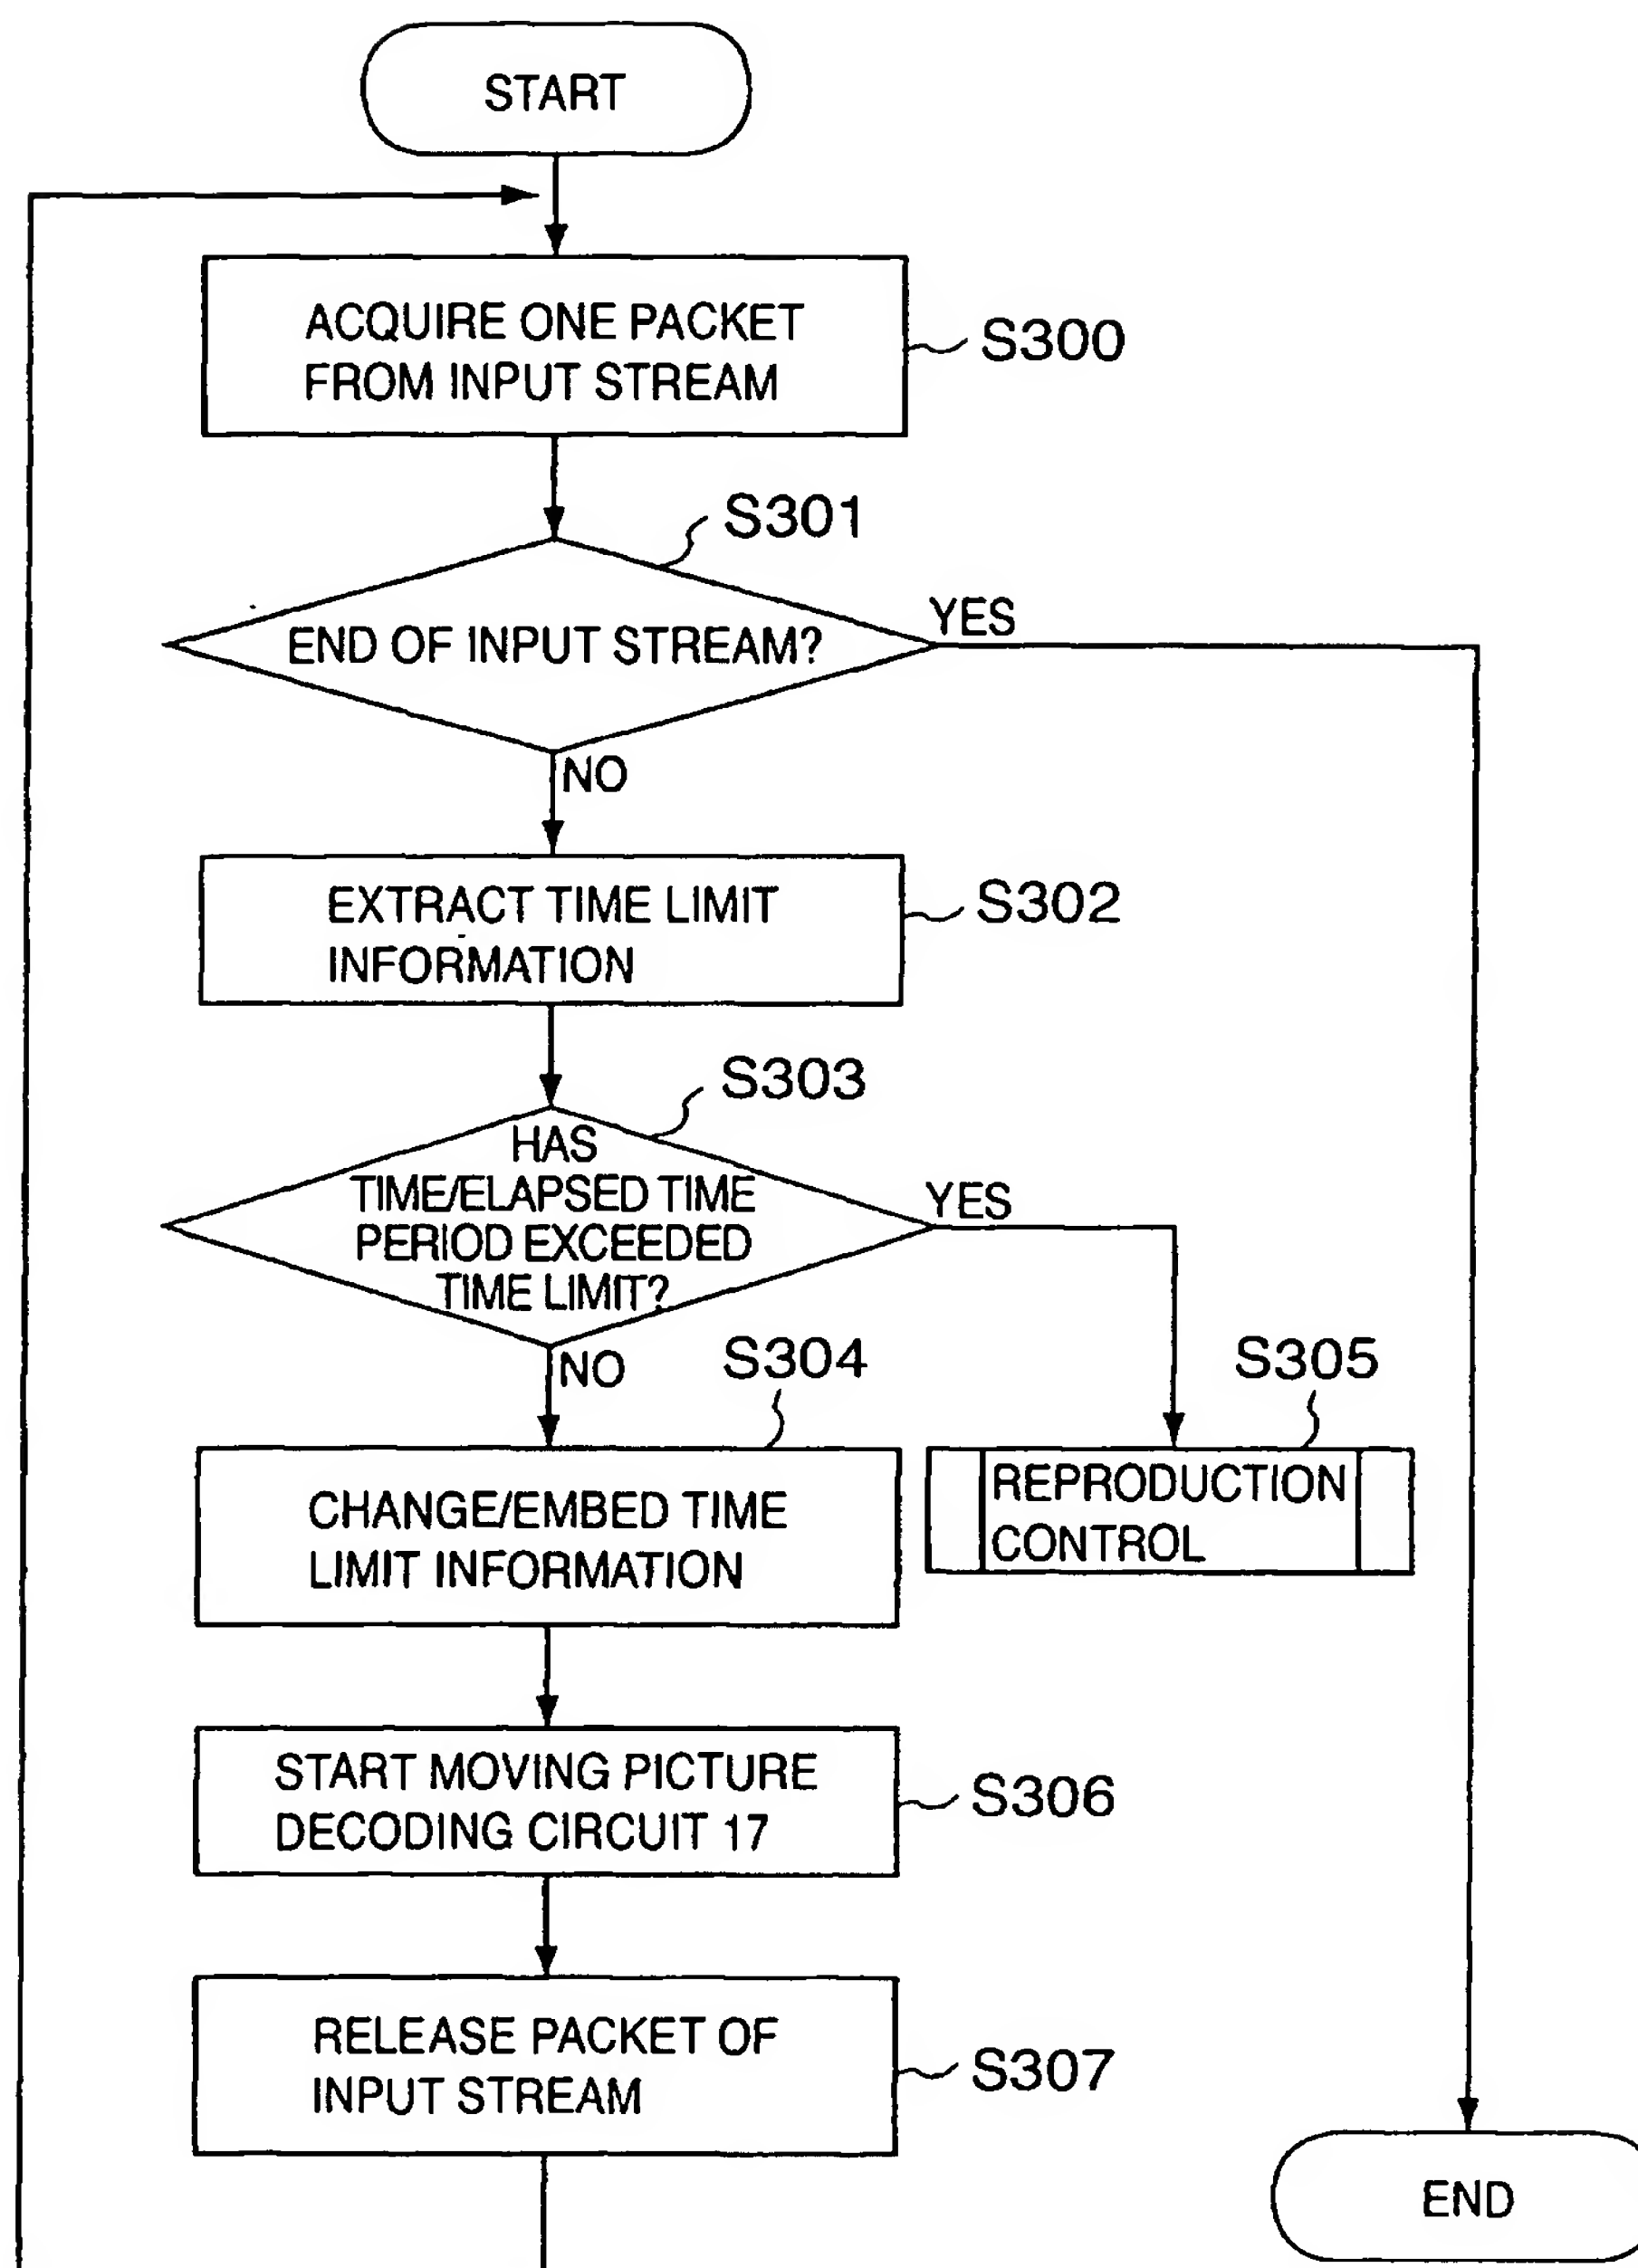 START
ACQUIRE ONE PACKET
FROM INPUT STREAM
S300
S301
END OF INPUT STREAM?
YES
NO
EXTRACT TIME LIMIT
INFORMATION
S302
S303
HAS
TIME/ELAPSED TIME
PERIOD EXCEEDED
TIME LIMIT?
YES
NO
S304
S305
CHANGE/EMBED TIME
LIMIT INFORMATION
REPRODUCTION
CONTROL
START MOVING PICTURE
DECODING CIRCUIT 17
S306
RELEASE PACKET OF
INPUT STREAM
S307
END